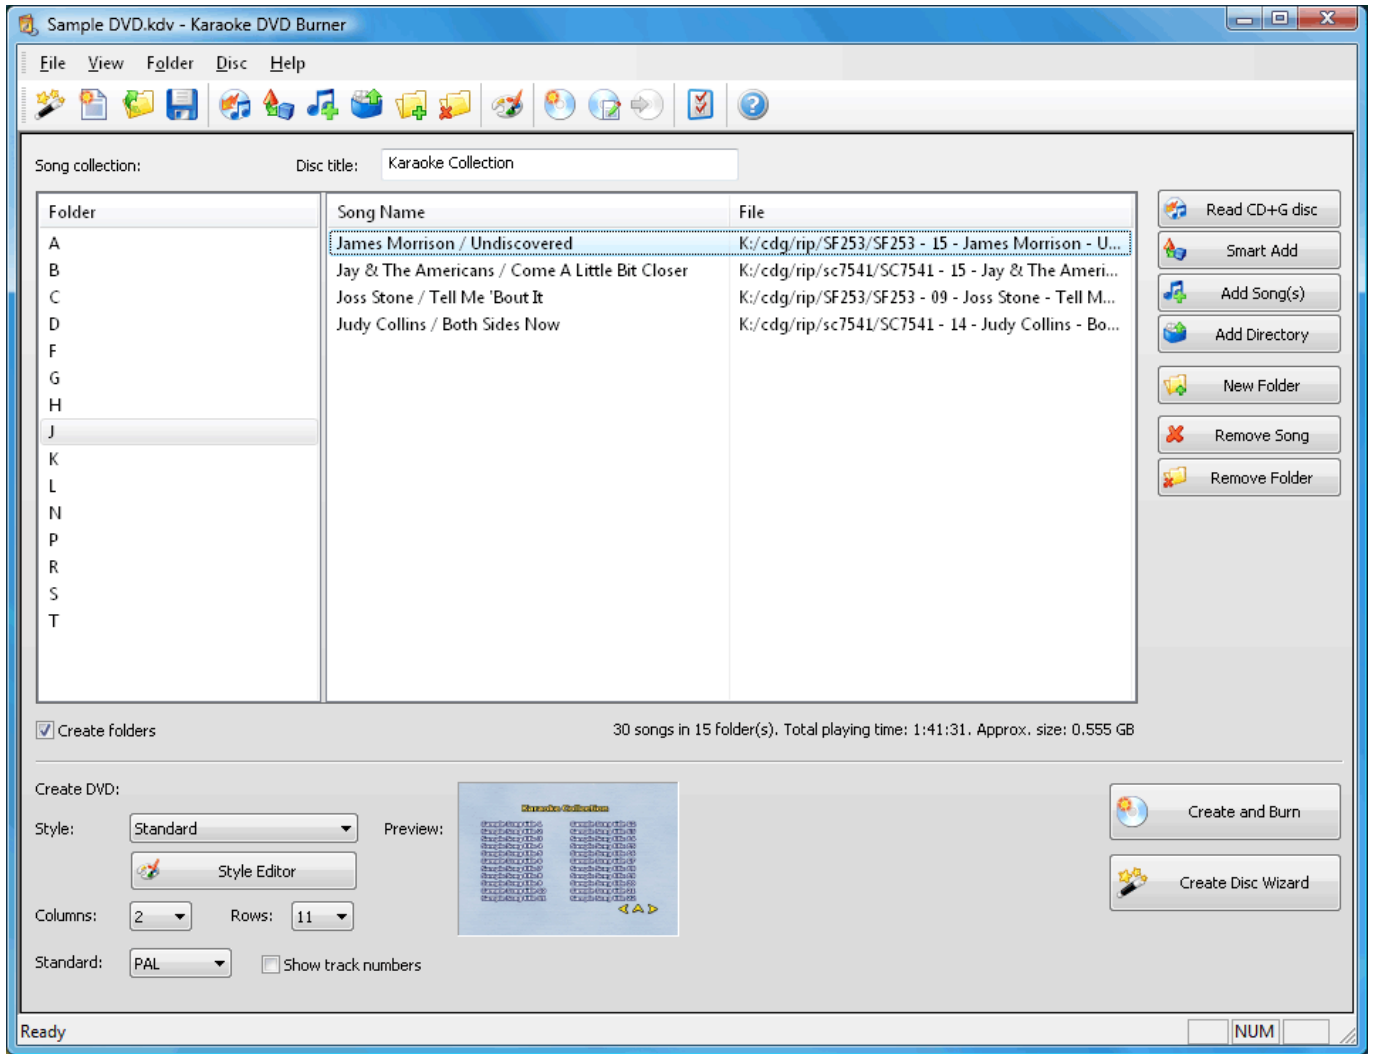 Sample DVD.kdv - Karaoke DVD Burner
File View Folder Disc Help
Song collection: Disc title: Karaoke Collection
Folder Song Name File
A James Morrison / Undiscovered K:/cdg/rip/SF253/SF253 - 15 - James Morrison - U...
B Jay & The Americans / Come A Little Bit Closer K:/cdg/rip/sc7541/SC7541 - 15 - Jay & The Ameri...
C Joss Stone / Tell Me 'Bout It K:/cdg/rip/SF253/SF253 - 09 - Joss Stone - Tell M...
D Judy Collins / Both Sides Now K:/cdg/rip/sc7541/SC7541 - 14 - Judy Collins - Bo...
F
G
H
J
K
L
N
P
R
S
T
Read CD+G disc
Smart Add
Add Song(s)
Add Directory
New Folder
Remove Song
Remove Folder
Create folders 30 songs in 15 folder(s). Total playing time: 1:41:31. Approx. size: 0.555 GB
Create DVD:
Style: Standard Preview:
Karaoke Collection
Style Editor
Columns: 2 Rows: 11
Standard: PAL Show track numbers
Create and Burn
Create Disc Wizard
Ready NUM